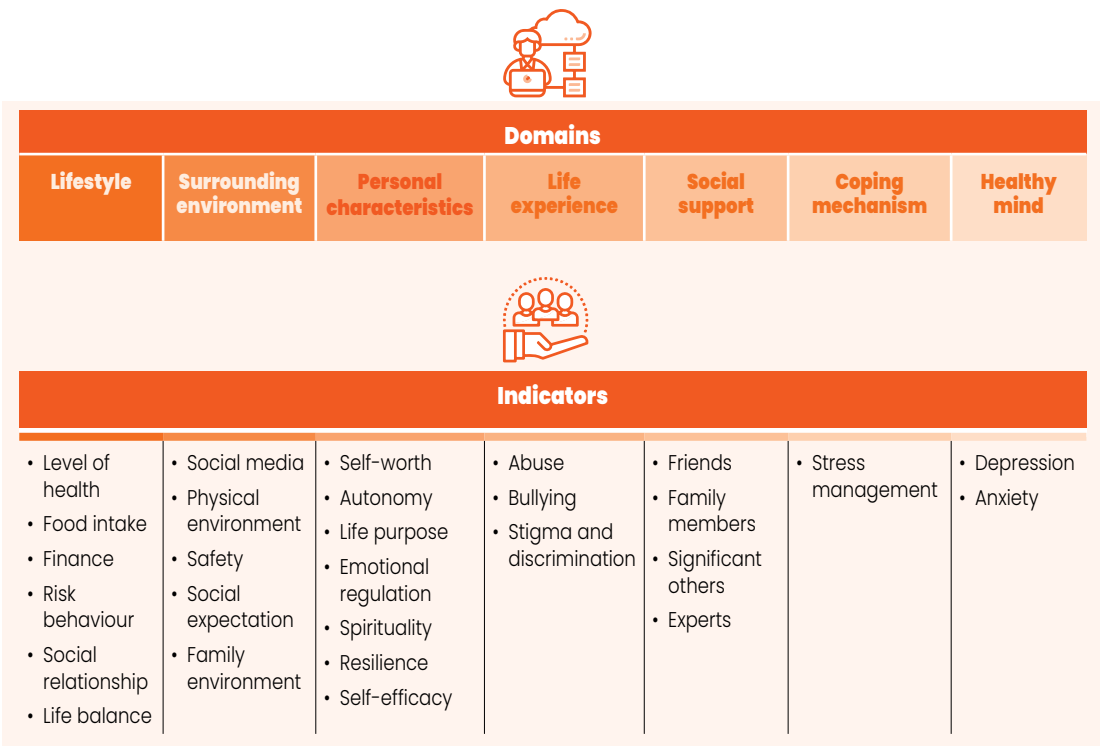 Domains
Lifestyle
Surrounding
environment
Personal
characteristics
Life
experience
Social
support
Coping
mechanism
Healthy
mind
Indicators
• Level of
health
• Food intake
• Finance
• Risk
behaviour
• Social
relationship
• Life balance
• Social media
• Physical
environment
• Safety
• Social
expectation
• Family
environment
• Self-worth
• Autonomy
• Life purpose
• Emotional
regulation
• Spirituality
• Resilience
• Self-efficacy
• Abuse
• Bullying
• Stigma and
discrimination
• Friends
• Family
members
• Significant
others
• Experts
• Stress
management
• Depression
• Anxiety